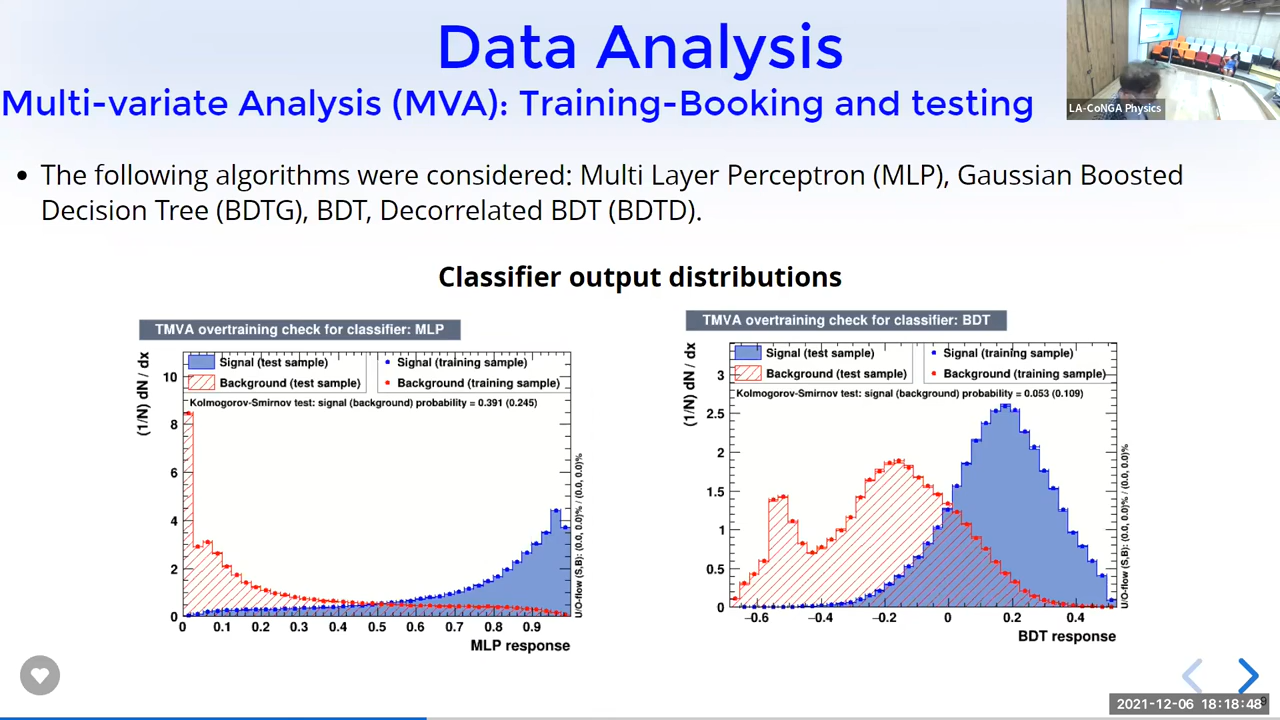 Data Analysis
Multi-variate Analysis (MVA): Training-Booking and testing
LA-CoNGA Physics
• The following algorithms were considered: Multi Layer Perceptron (MLP), Gaussian Boosted
Decision Tree (BDTG), BDT, Decorrelated BDT (BDTD).
Classifier output distributions
TMVA overtraining check for classifier: MLP
(1/N) dN / dx
Signal (test sample)
Background (test sample)
Signal (training sample)
Background (training sample)
Kolmogorov-Smirnov test: signal (background) probability = 0.391 (0.245)
10
8
6
4
2
0
0 0.1 0.2 0.3 0.4 0.5 0.6 0.7 0.8 0.9
MLP response
U/O-flow (S,B): (0.0, 0.0)% / (0.0, 0.0)%
TMVA overtraining check for classifier: BDT
(1/N) dN / dx
Signal (test sample)
Background (test sample)
Signal (training sample)
Background (training sample)
Kolmogorov-Smirnov test: signal (background) probability = 0.053 (0.109)
3
2.5
2
1.5
1
0.5
0
−0.6 −0.4 −0.2 0 0.2 0.4
BDT response
U/O-flow (S,B): (0.0, 0.0)% / (0.0, 0.0)%
2021-12-06 18:18:48
9